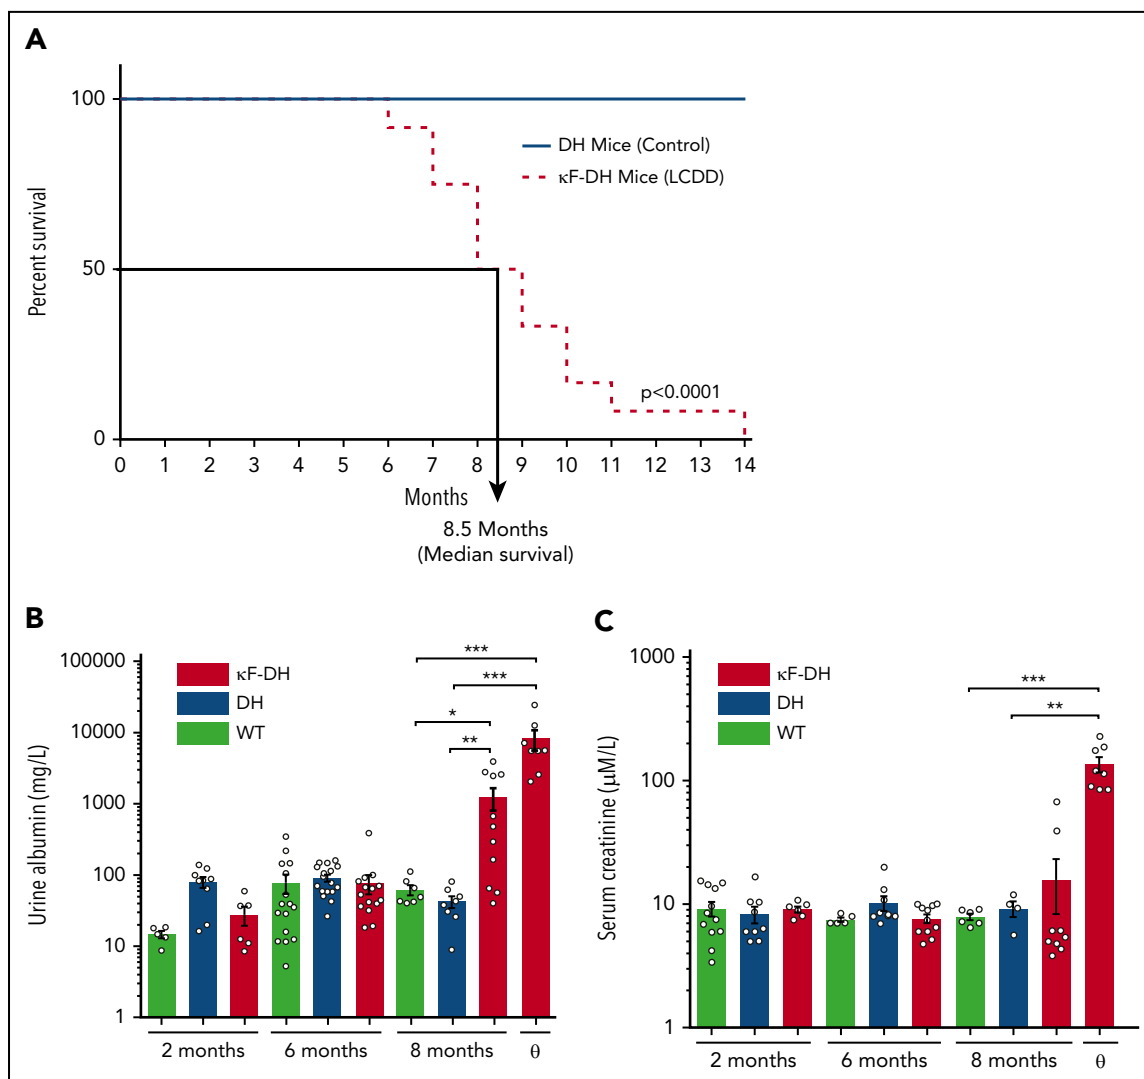 A
100
50
0
Percent survival
DH Mice (Control)
κF-DH Mice (LCDD)
p<0.0001
0 1 2 3 4 5 6 7 8 9 10 11 12 13 14
Months
8.5 Months
(Median survival)
B
100000
10000
1000
100
10
1
Urine albumin (mg/L)
κF-DH
DH
WT
***
***
*
**
2 months 6 months 8 months θ
C
1000
100
10
1
Serum creatinine (μM/L)
κF-DH
DH
WT
***
**
2 months 6 months 8 months θ